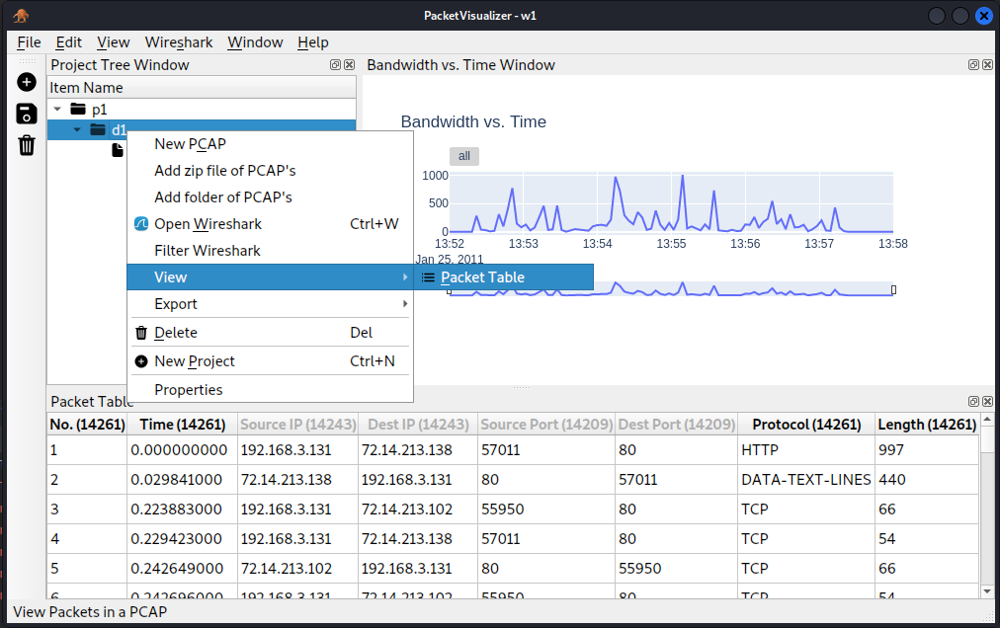 PacketVisualizer - w1
File Edit View Wireshark Window Help
Project Tree Window
Item Name
p1
d1
New PCAP
Add zip file of PCAP's
Add folder of PCAP's
Open Wireshark Ctrl+W
Filter Wireshark
View
Export
Delete Del
New Project Ctrl+N
Properties
Packet Table
Bandwidth vs. Time Window
Bandwidth vs. Time
all
1000
500
0
13:52 13:53 13:54 13:55 13:56 13:57 13:58
Jan 25, 2011
Packet Table
No. (14261) Time (14261) Source IP (14243) Dest IP (14243) Source Port (14209) Dest Port (14209) Protocol (14261) Length (14261)
1 0.000000000 192.168.3.131 72.14.213.138 57011 80 HTTP 997
2 0.029841000 72.14.213.138 192.168.3.131 80 57011 DATA-TEXT-LINES 440
3 0.223883000 192.168.3.131 72.14.213.102 55950 80 TCP 66
4 0.229423000 192.168.3.131 72.14.213.138 57011 80 TCP 54
5 0.242649000 72.14.213.102 192.168.3.131 80 55950 TCP 66
6 0.242696000 192.168.3.131 72.14.213.102 55950 80 TCP 54
View Packets in a PCAP